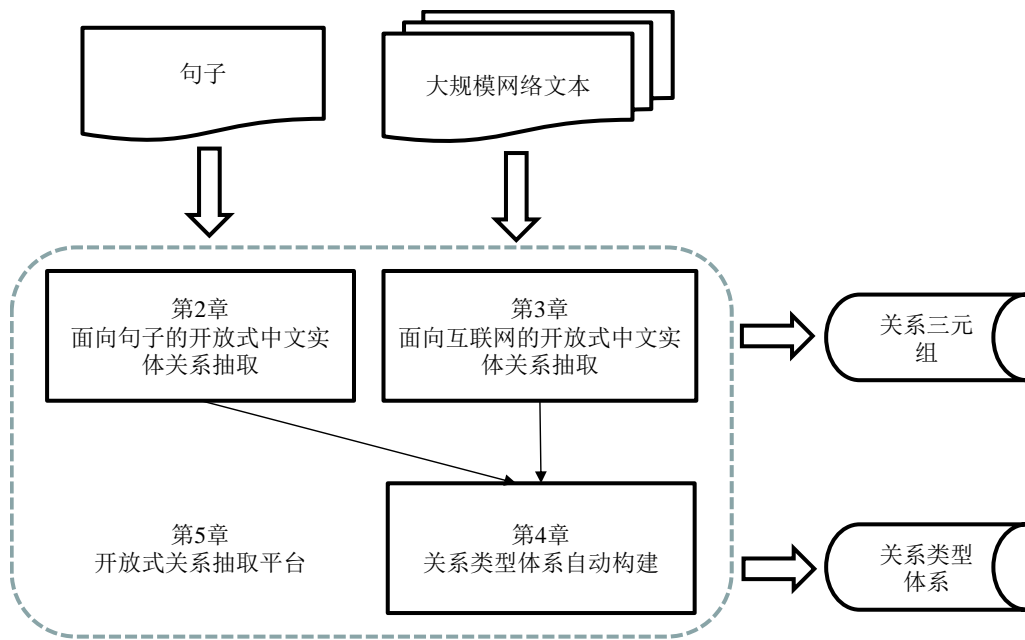 句子
大规模网络文本
第2章
面向句子的开放式中文实
体关系抽取
第3章
面向互联网的开放式中文实
体关系抽取
关系三元
组
第5章
开放式关系抽取平台
第4章
关系类型体系自动构建
关系类型
体系